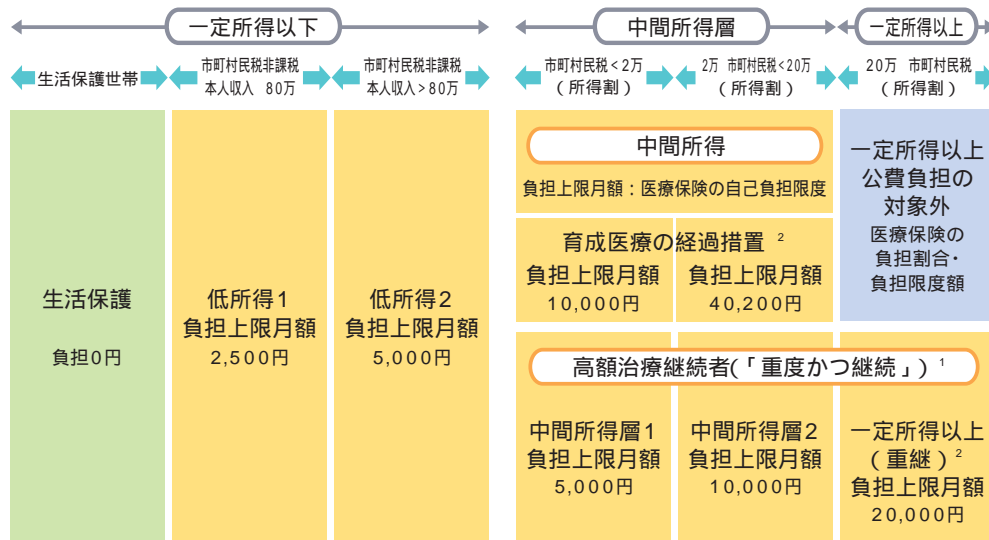 一定所得以下
中間所得層
一定所得以上
生活保護世帯
市町村民税非課税
本人収入 80万
市町村民税非課税
本人収入>80万
市町村民税<2万
(所得割)
2万 市町村民税<20万
(所得割)
20万 市町村民税
(所得割)
生活保護
負担0円
低所得1
負担上限月額
2,500円
低所得2
負担上限月額
5,000円
中間所得
負担上限月額:医療保険の自己負担限度
育成医療の経過措置 2
負担上限月額
10,000円
負担上限月額
40,200円
一定所得以上
公費負担の
対象外
医療保険の
負担割合・
負担限度額
高額治療継続者(「重度かつ継続」) 1
中間所得層1
負担上限月額
5,000円
中間所得層2
負担上限月額
10,000円
一定所得以上
(重継) 2
負担上限月額
20,000円